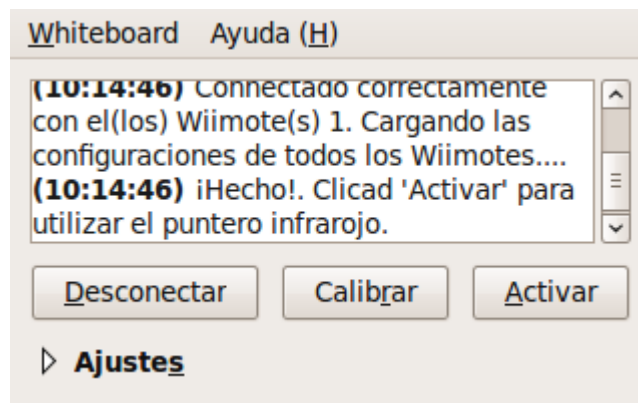 Whiteboard Ayuda (H)
(10:14:46) Connectado correctamente
con el(los) Wiimote(s) 1. Cargando las
configuraciones de todos los Wiimotes....
(10:14:46) ¡Hecho!. Clicad 'Activar' para
utilizar el puntero infrarojo.
Desconectar Calibrar Activar
Ajustes